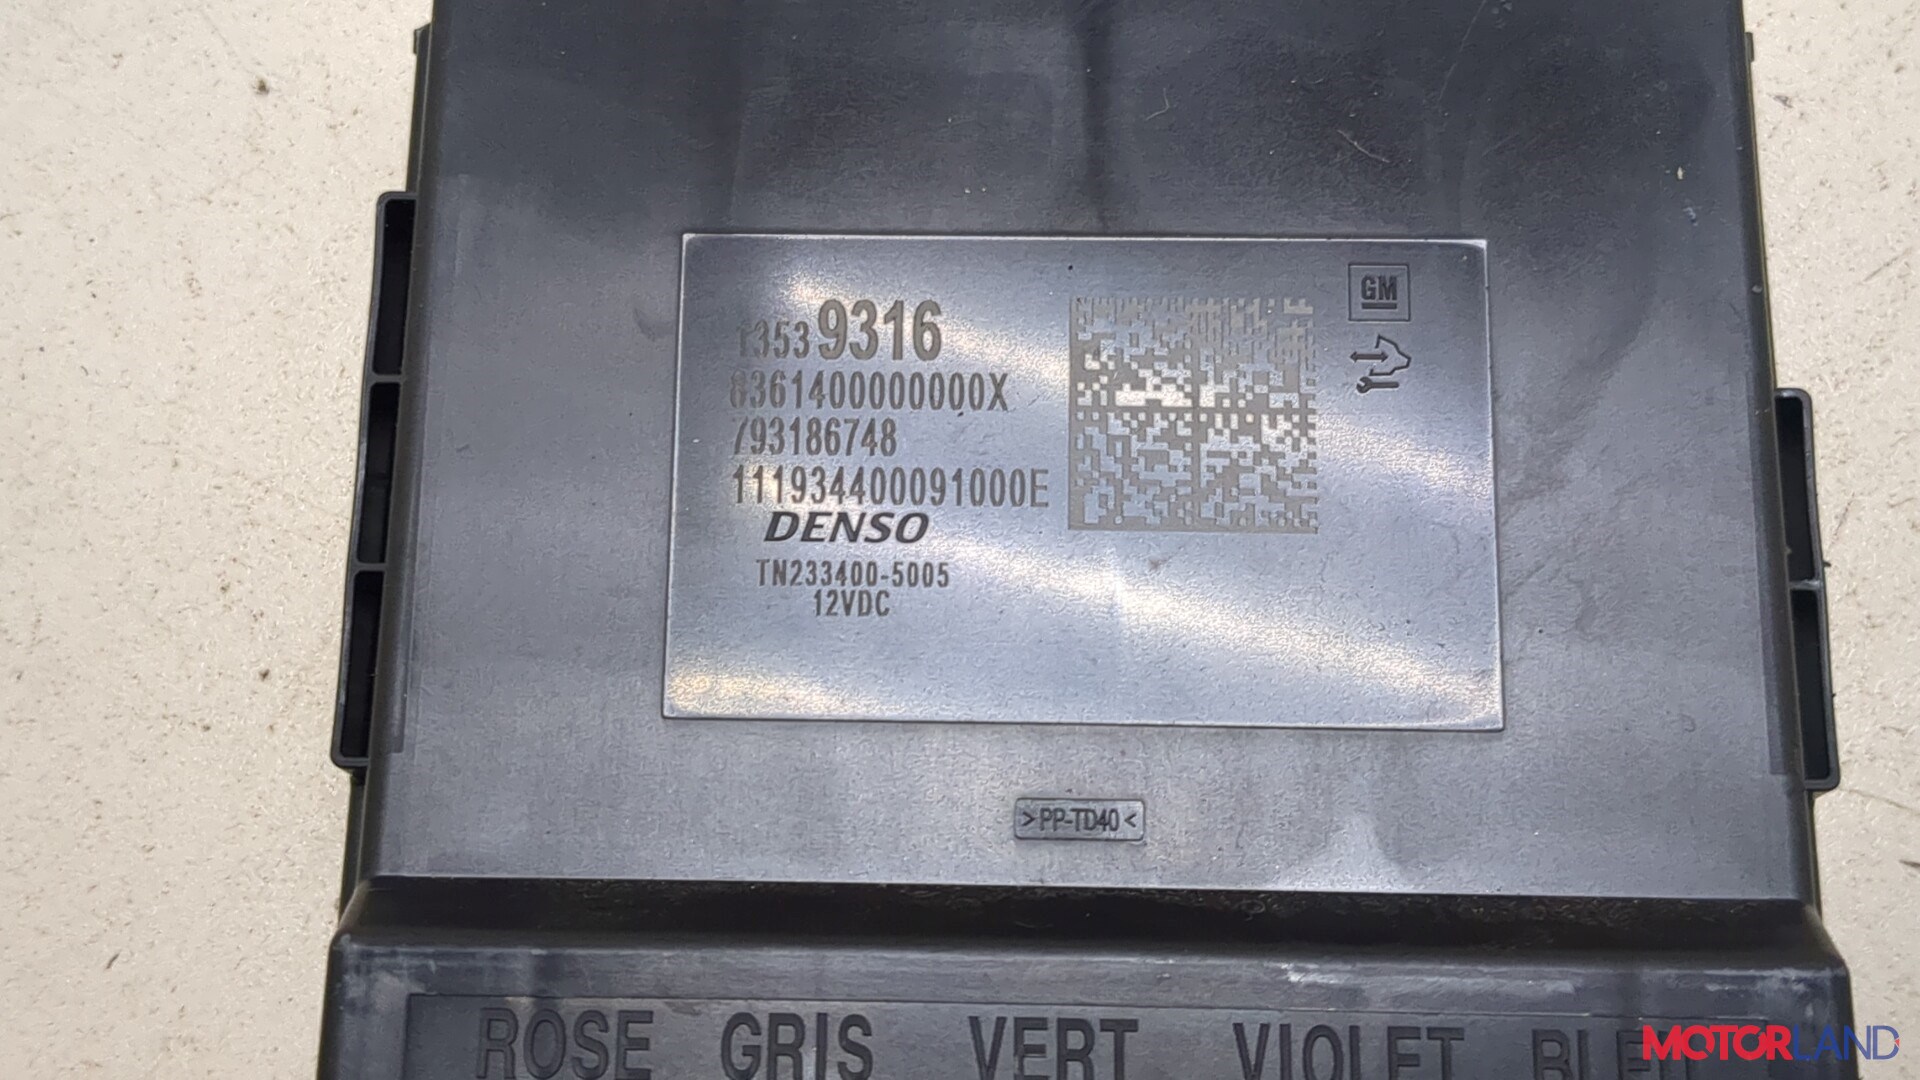 GM
13539316
8361400000000X
793186748
111934400091000E
DENSO
TN233400-5005
12VDC
>PP-TD40<
ROSE GRIS VERT VIOLET
MOTORLAND